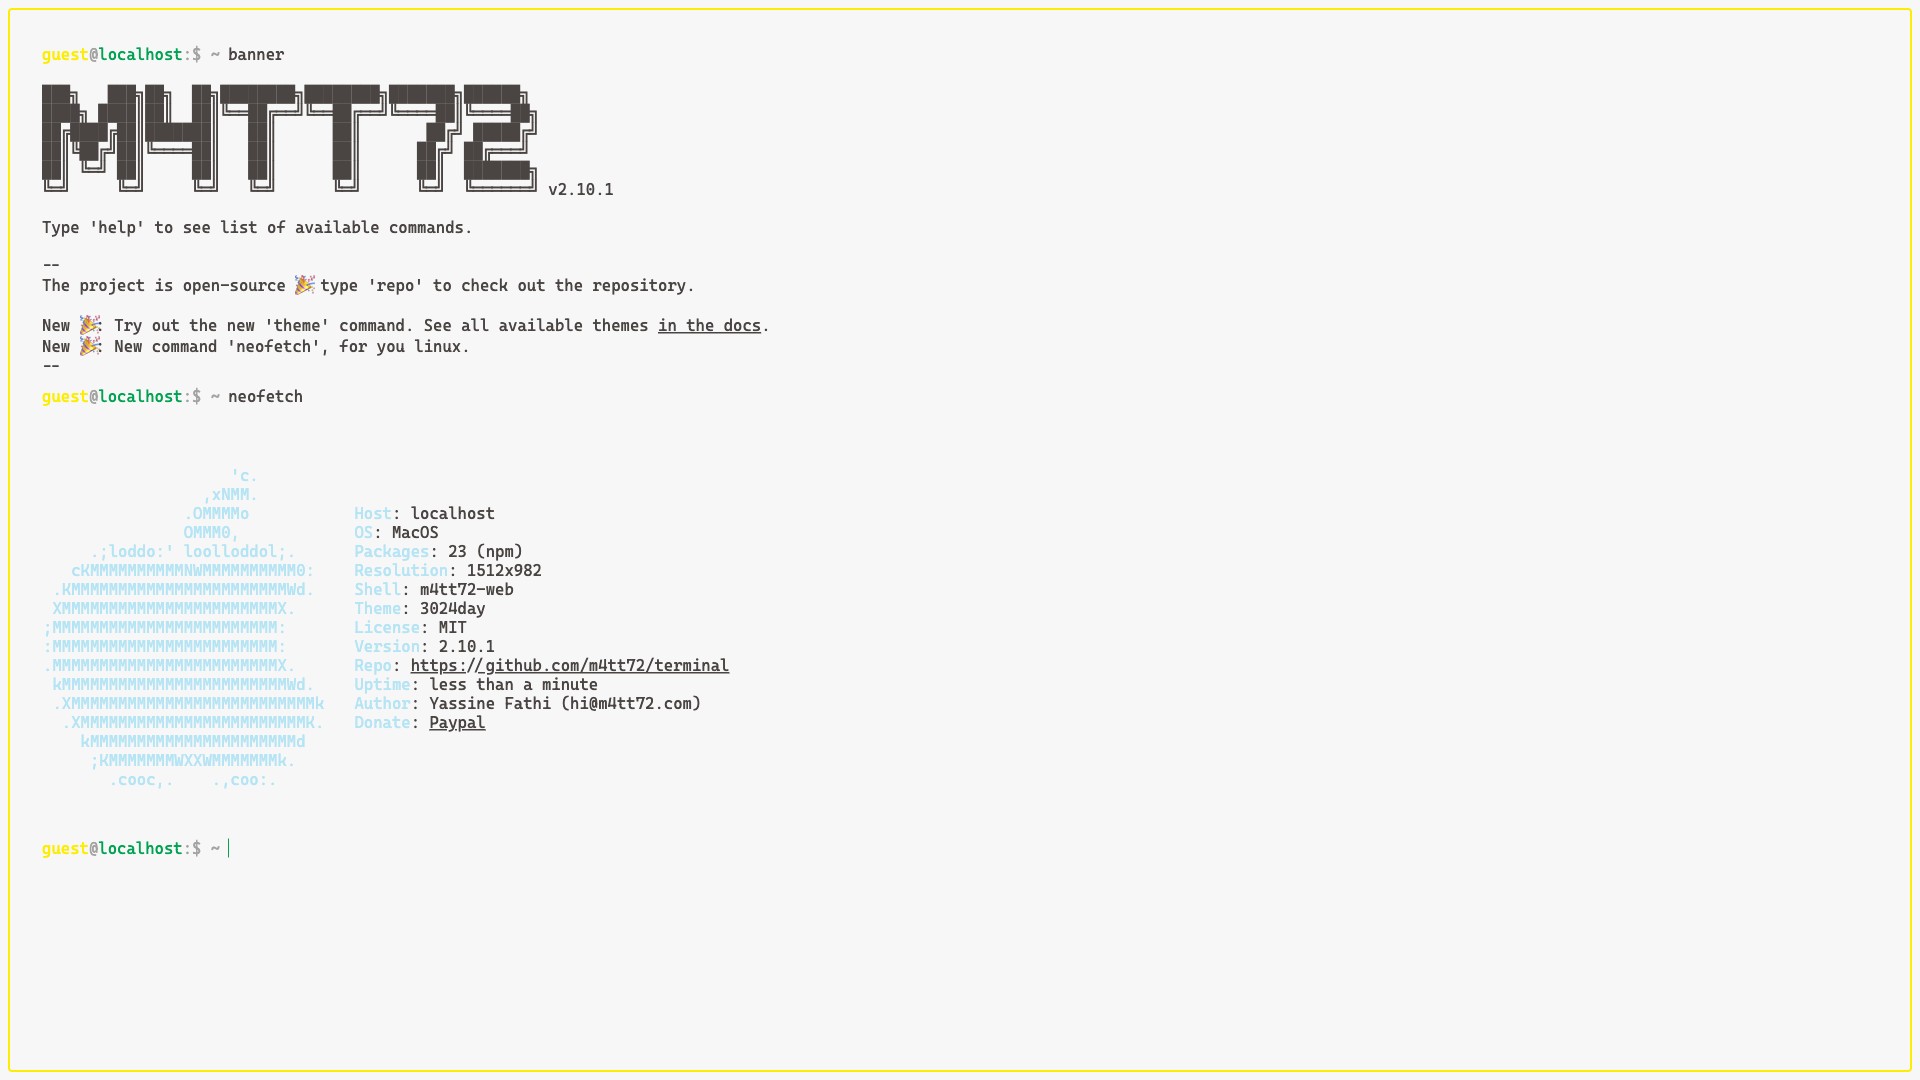 guest@localhost:$ ~ banner
M4TT72 v2.10.1
Type 'help' to see list of available commands.
--
The project is open-source 🎉 type 'repo' to check out the repository.
New 🎉: Try out the new 'theme' command. See all available themes in the docs.
New 🎉: New command 'neofetch', for you linux.
--
guest@localhost:$ ~ neofetch
'c.
,xNMM.
.OMMMMo Host: localhost
OMMM0, OS: MacOS
.;loddo:' loolloddol;. Packages: 23 (npm)
cKMMMMMMMMMMNWMMMMMMMMMM0: Resolution: 1512x982
.KMMMMMMMMMMMMMMMMMMMMMMMWd. Shell: m4tt72-web
XMMMMMMMMMMMMMMMMMMMMMMMX. Theme: 3024day
;MMMMMMMMMMMMMMMMMMMMMMMM: License: MIT
:MMMMMMMMMMMMMMMMMMMMMMMM: Version: 2.10.1
.MMMMMMMMMMMMMMMMMMMMMMMMX. Repo: https://github.com/m4tt72/terminal
kMMMMMMMMMMMMMMMMMMMMMMMMWd. Uptime: less than a minute
.XMMMMMMMMMMMMMMMMMMMMMMMMMMk Author: Yassine Fathi (hi@m4tt72.com)
.XMMMMMMMMMMMMMMMMMMMMMMMMK. Donate: Paypal
kMMMMMMMMMMMMMMMMMMMMMMd
;KMMMMMMMWXXWMMMMMMMk.
.cooc,. .,coo:.
guest@localhost:$ ~